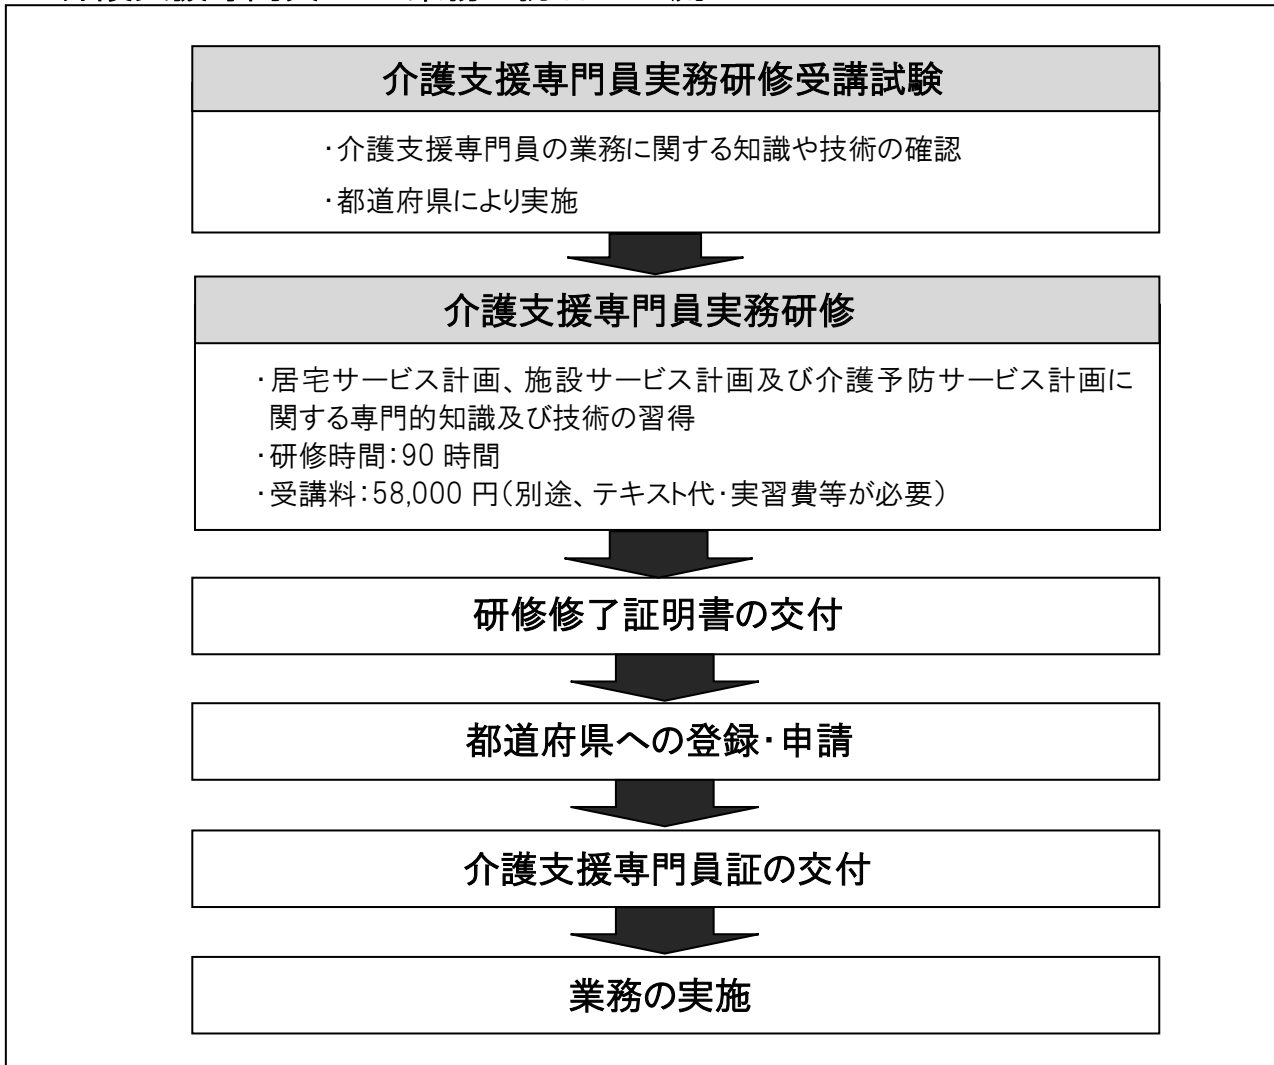 介護支援専門員実務研修受講試験
・介護支援専門員の業務に関する知識や技術の確認
・都道府県により実施
介護支援専門員実務研修
・居宅サービス計画、施設サービス計画及び介護予防サービス計画に
関する専門的知識及び技術の習得
・研修時間：90 時間
・受講料：58,000 円（別途、テキスト代・実習費等が必要）
研修修了証明書の交付
都道府県への登録・申請
介護支援専門員証の交付
業務の実施